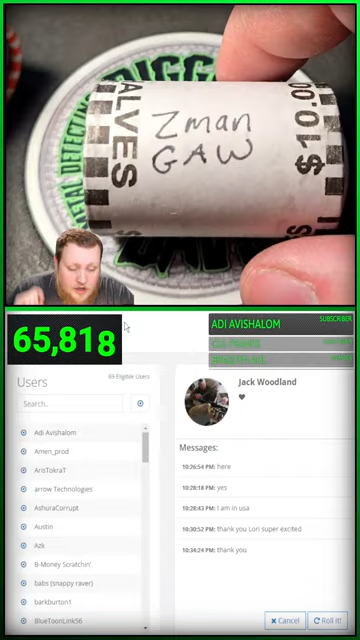 METAL DETECTING
DIGGE
HALVES
Zman
GAW
$10.00
65,818
SUBSCRIBER
ADI AVISHALOM
Users
69 Eligible Users
Search..
Adi Avishalom
Amen_prod
ArisTokraT
arrow Technologies
AshuraCorrupt
Austin
Azk
B-Money Scratchin'
babs (snappy raver)
barkburton1
BlueToonLink56
Jack Woodland
Messages:
10:26:54 PM: here
10:28:18 PM: yes
10:28:43 PM: I am in usa
10:30:52 PM: thank you Lori super excited
10:34:24 PM: thank you
Cancel
Roll it!